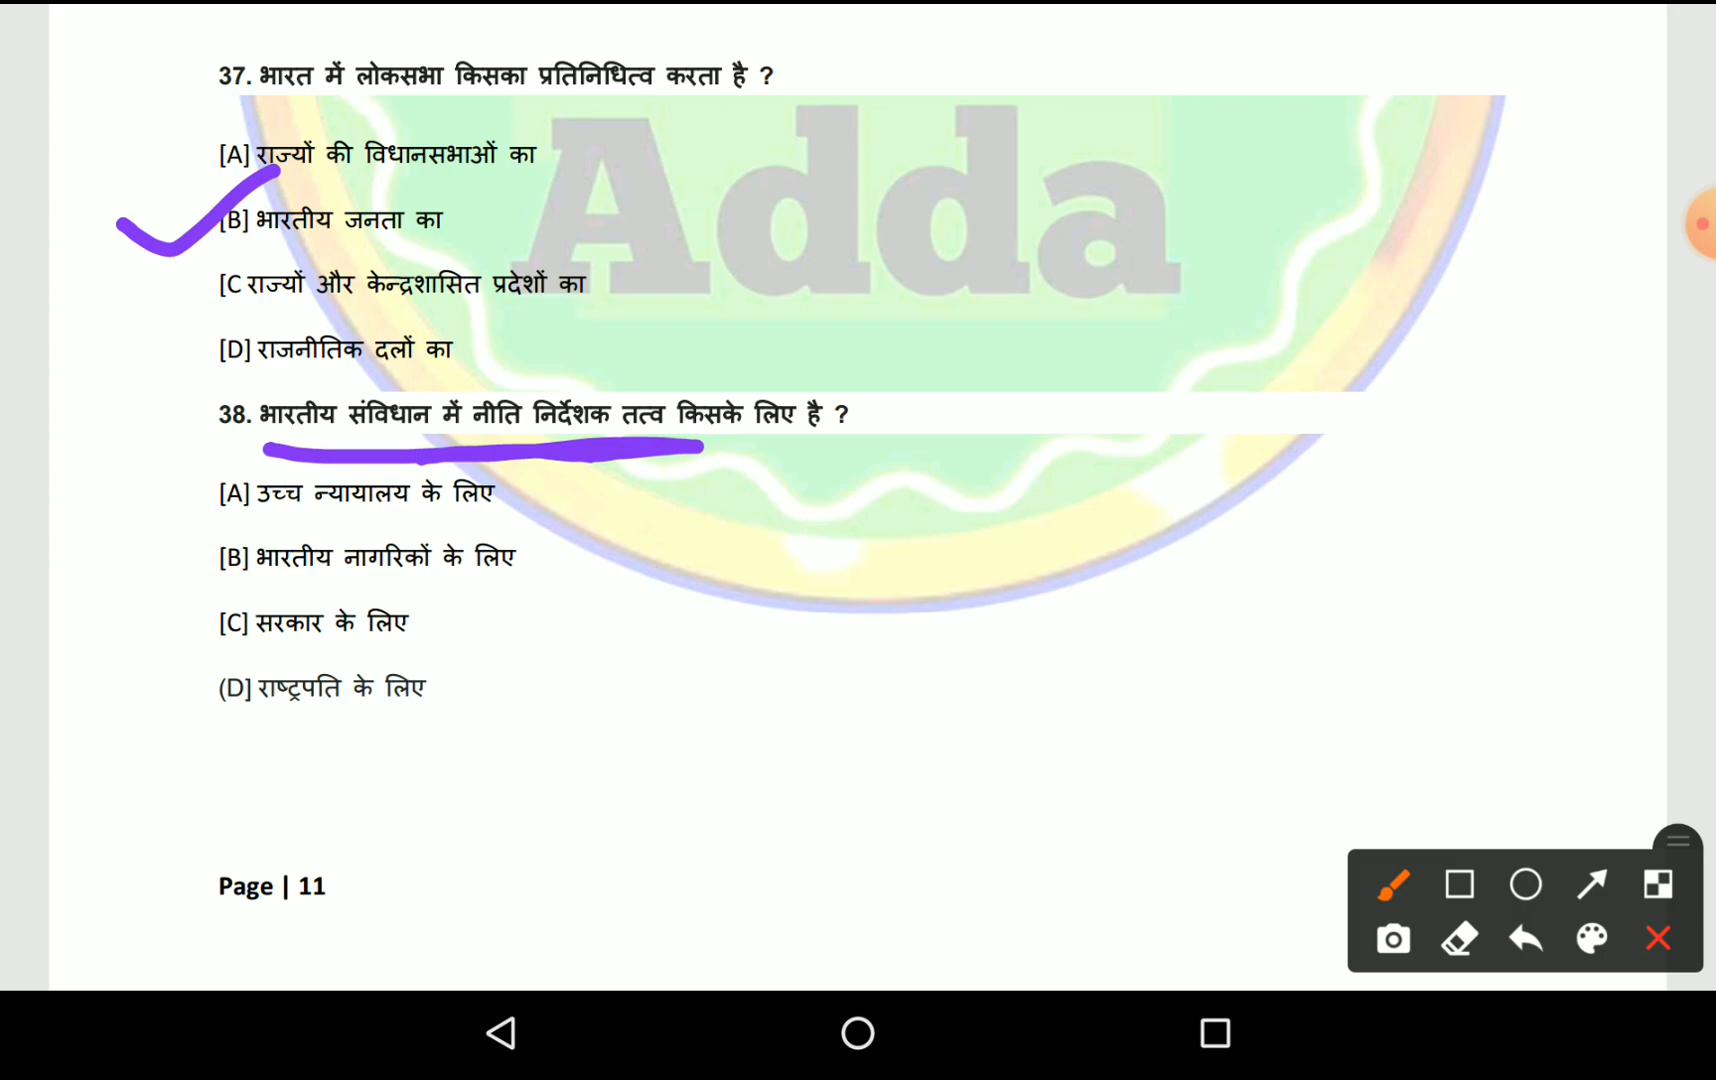 37. भारत में लोकसभा किसका प्रतिनिधित्व करता है ?
Adda
[A] राज्यों की विधानसभाओं का
[B] भारतीय जनता का
[C राज्यों और केन्द्रशासित प्रदेशों का
[D] राजनीतिक दलों का
38. भारतीय संविधान में नीति निर्देशक तत्व किसके लिए है ?
[A] उच्च न्यायालय के लिए
[B] भारतीय नागरिकों के लिए
[C] सरकार के लिए
(D] राष्ट्रपति के लिए
Page | 11